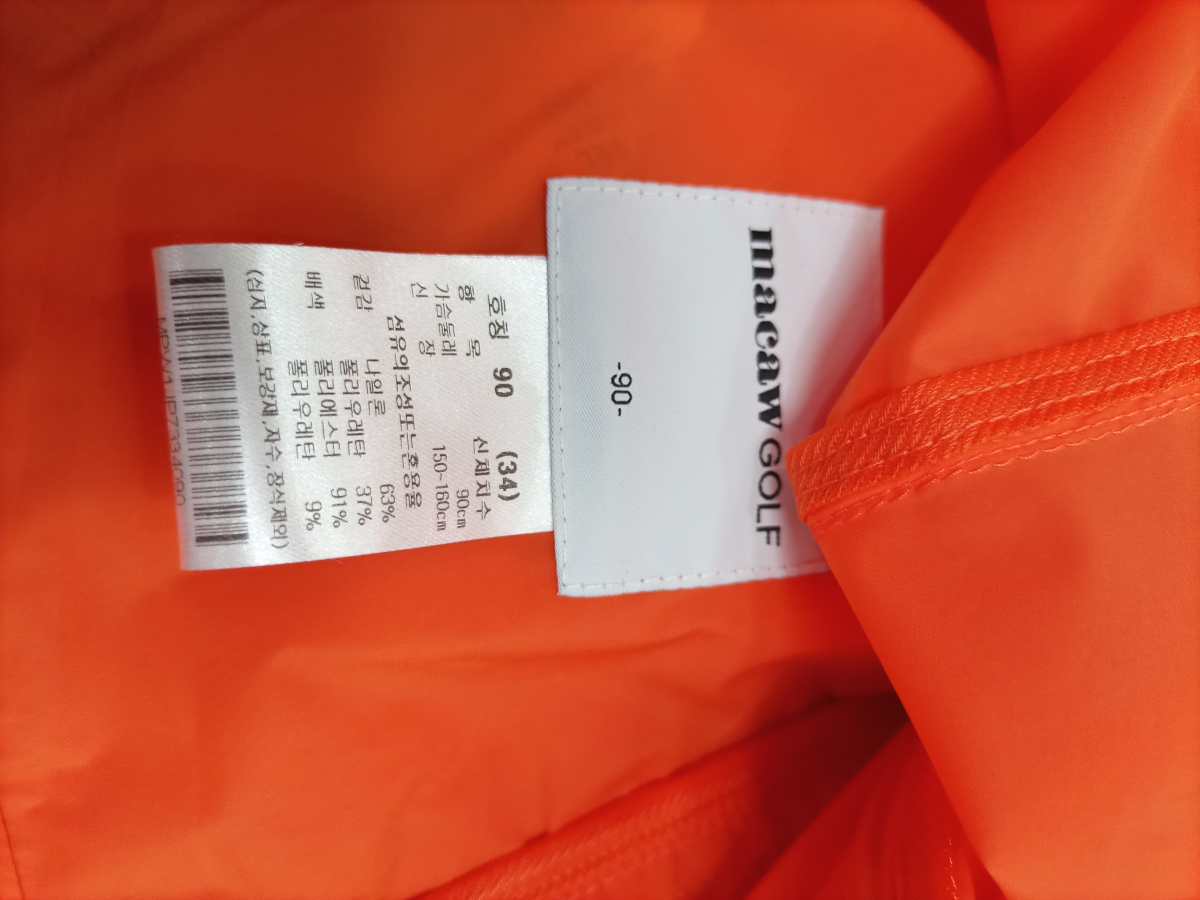 macaw GOLF
-90-
호칭 90 (34)
항 목 신체치수
가슴둘레 90cm
신 장 150~160cm
섬유의조성또는혼용율
겉감 나일론 63%
폴리우레탄 37%
배색 폴리에스터 91%
폴리우레탄 9%
(심지,상표,보강재,자수,장식제외)